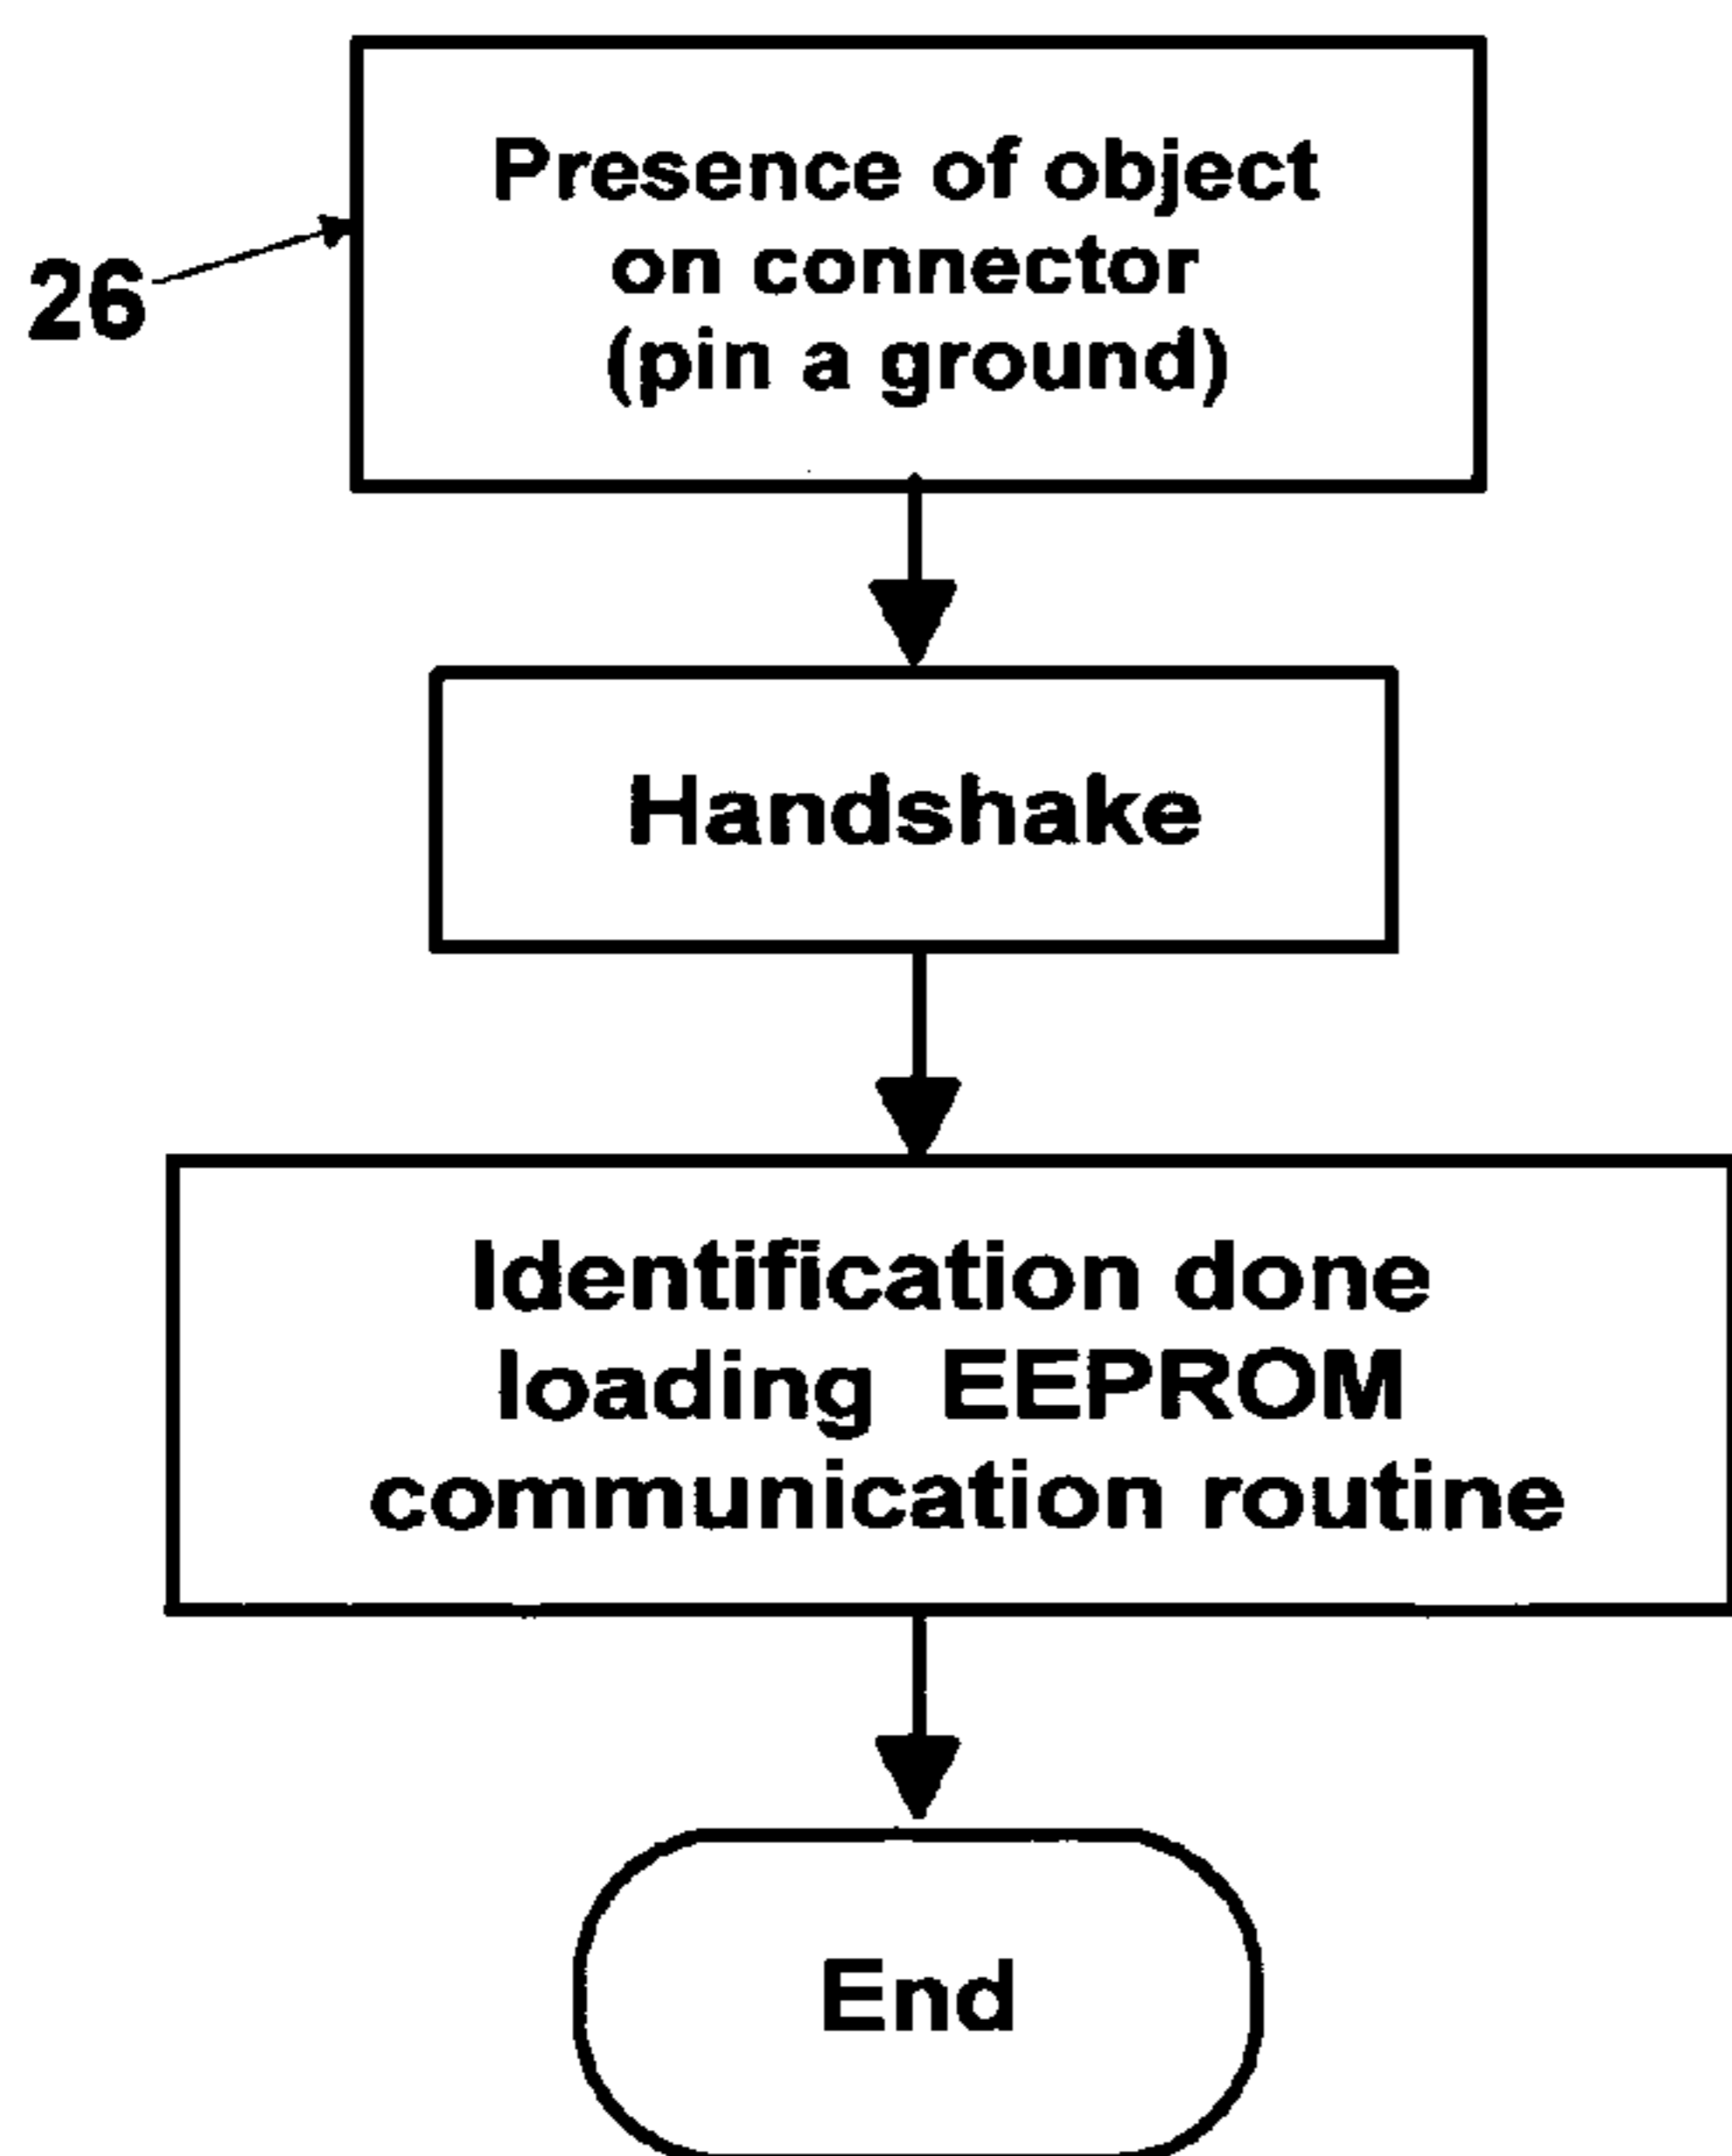 Presence of object
on connector
(pin a ground)
26
Handshake
Identification done
loading EEPROM
communication routine
End